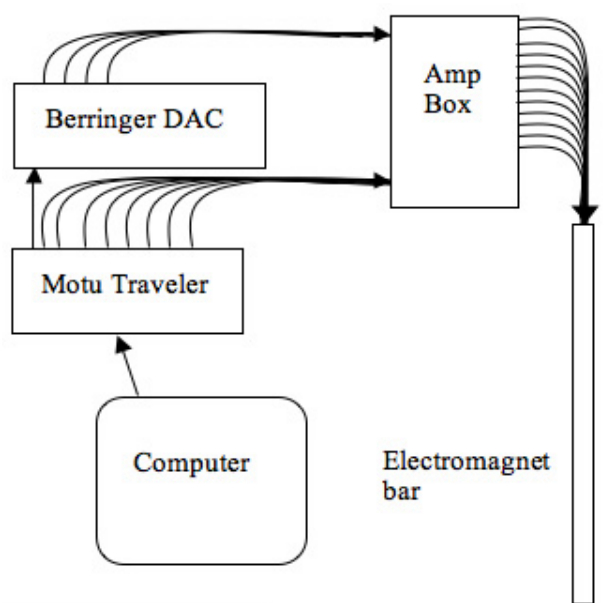 Berringer DAC
Amp
Box
Motu Traveler
Computer
Electromagnet
bar